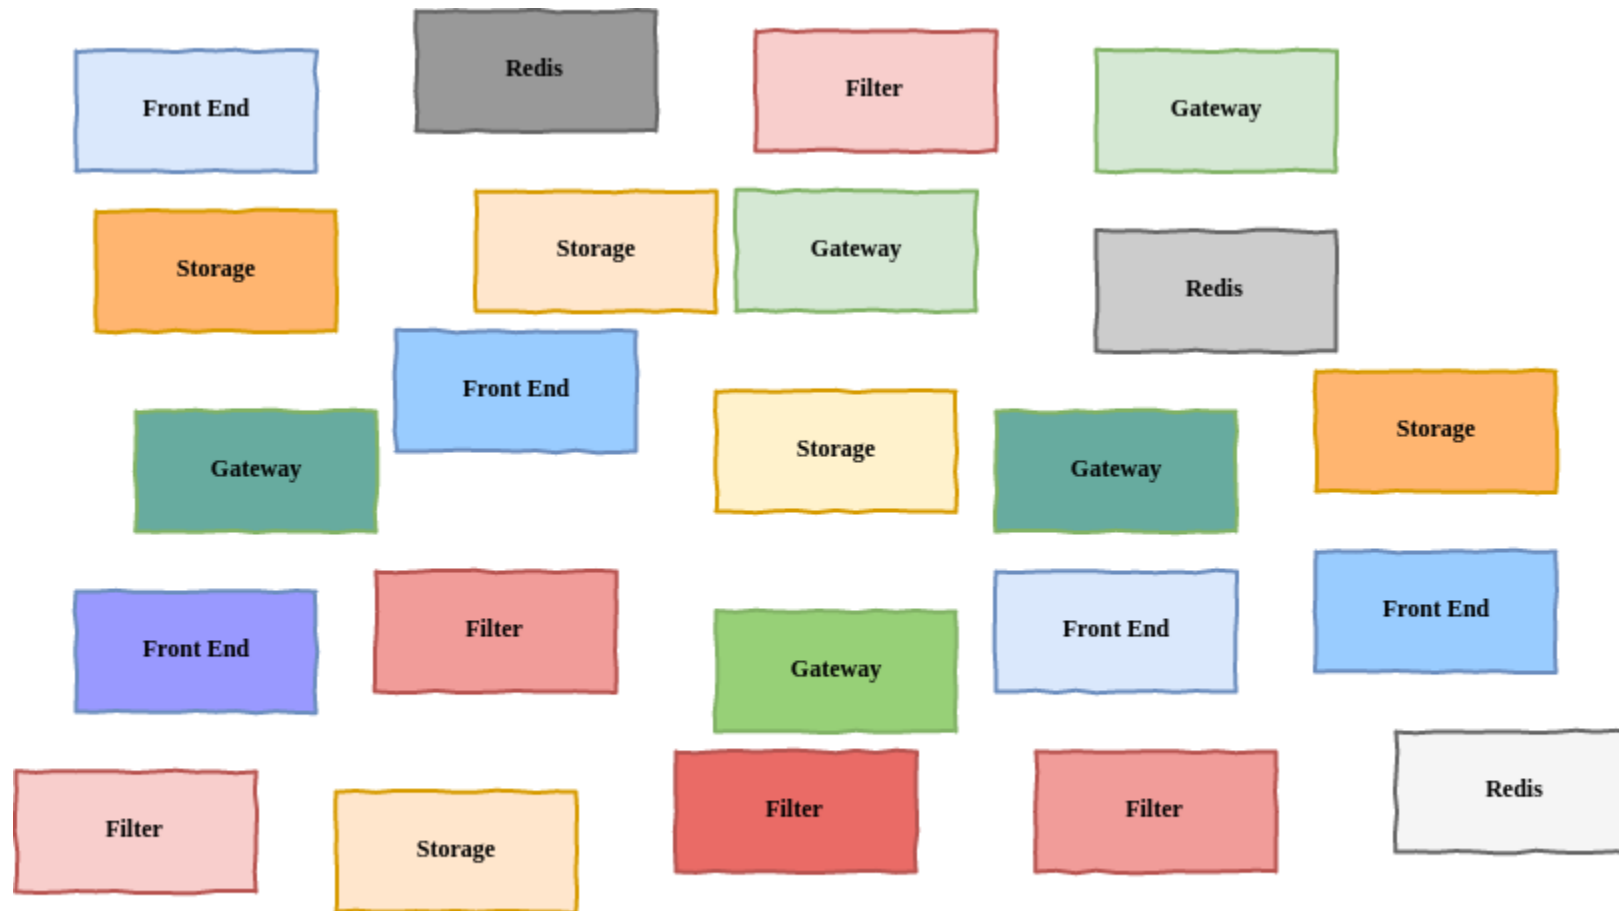 Front End
Redis
Filter
Gateway
Storage
Storage
Gateway
Redis
Front End
Gateway
Storage
Gateway
Storage
Front End
Filter
Gateway
Front End
Front End
Filter
Storage
Filter
Filter
Redis